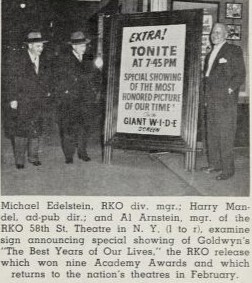 EXTRA!
TONITE
AT 7:45 PM
SPECIAL SHOWING
OF THE MOST
HONORED PICTURE
OF OUR TIME!
ON
GIANT W-I-D-E
SCREEN
Michael Edelstein, RKO div. mgr.; Harry Man-
del, ad-pub dir.; and Al Arnstein, mgr. of the
RKO 58th St. Theatre in N. Y. (l to r), examine
sign announcing special showing of Goldwyn's
"The Best Years of Our Lives," the RKO release
which won nine Academy Awards and which
returns to the nation's theatres in February.